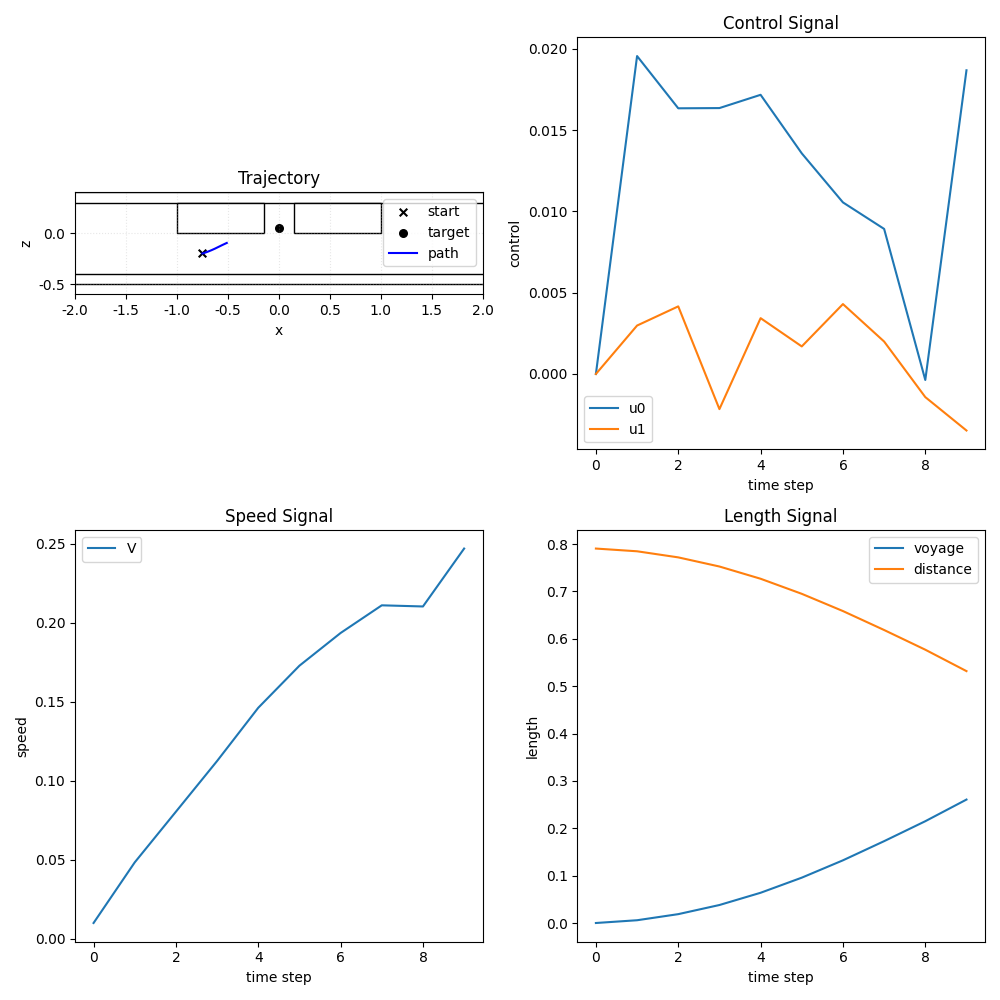 Trajectory
start
target
path
0.0
-0.5
z
-2.0 -1.5 -1.0 -0.5 0.0 0.5 1.0 1.5 2.0
x
Control Signal
0.020
0.015
0.010
0.005
0.000
control
u0
u1
0 2 4 6 8
time step
Speed Signal
V
0.25
0.20
0.15
0.10
0.05
0.00
speed
0 2 4 6 8
time step
Length Signal
voyage
distance
0.8
0.7
0.6
0.5
0.4
0.3
0.2
0.1
0.0
length
0 2 4 6 8
time step